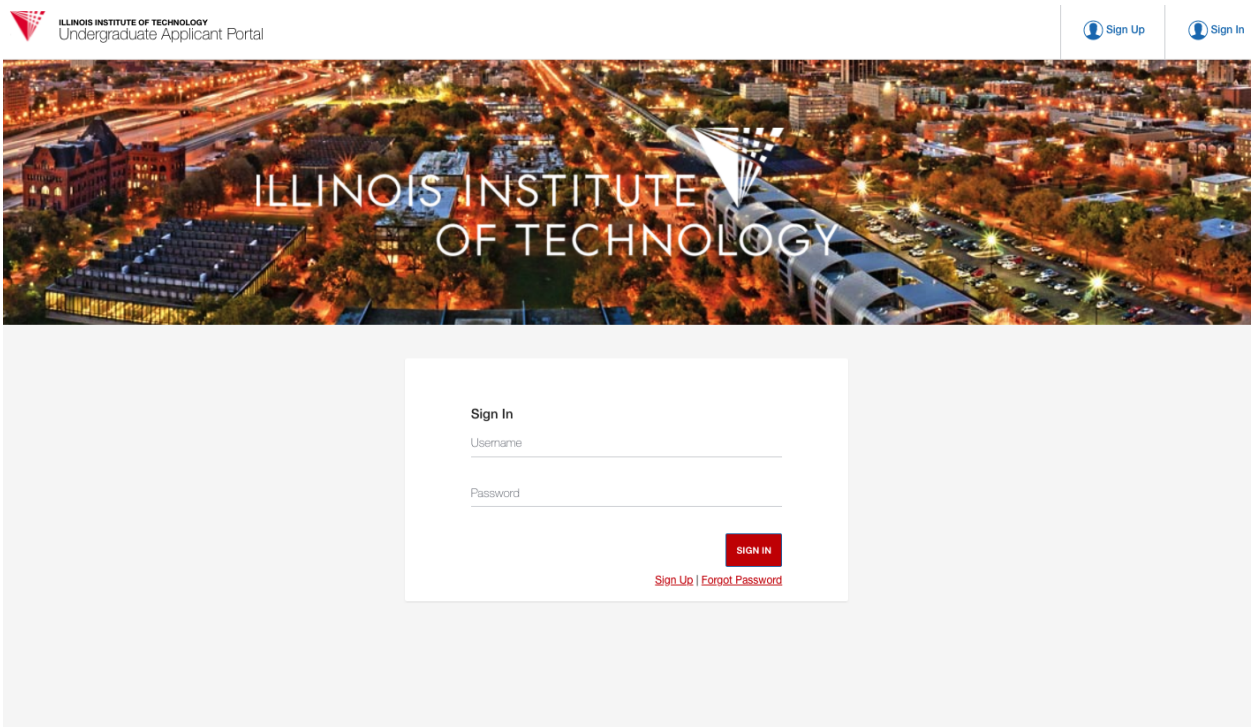 ILLINOIS INSTITUTE OF TECHNOLOGY
Undergraduate Applicant Portal
Sign Up
Sign In
ILLINOIS INSTITUTE
OF TECHNOLOGY
Sign In
Username
Password
SIGN IN
Sign Up | Forgot Password